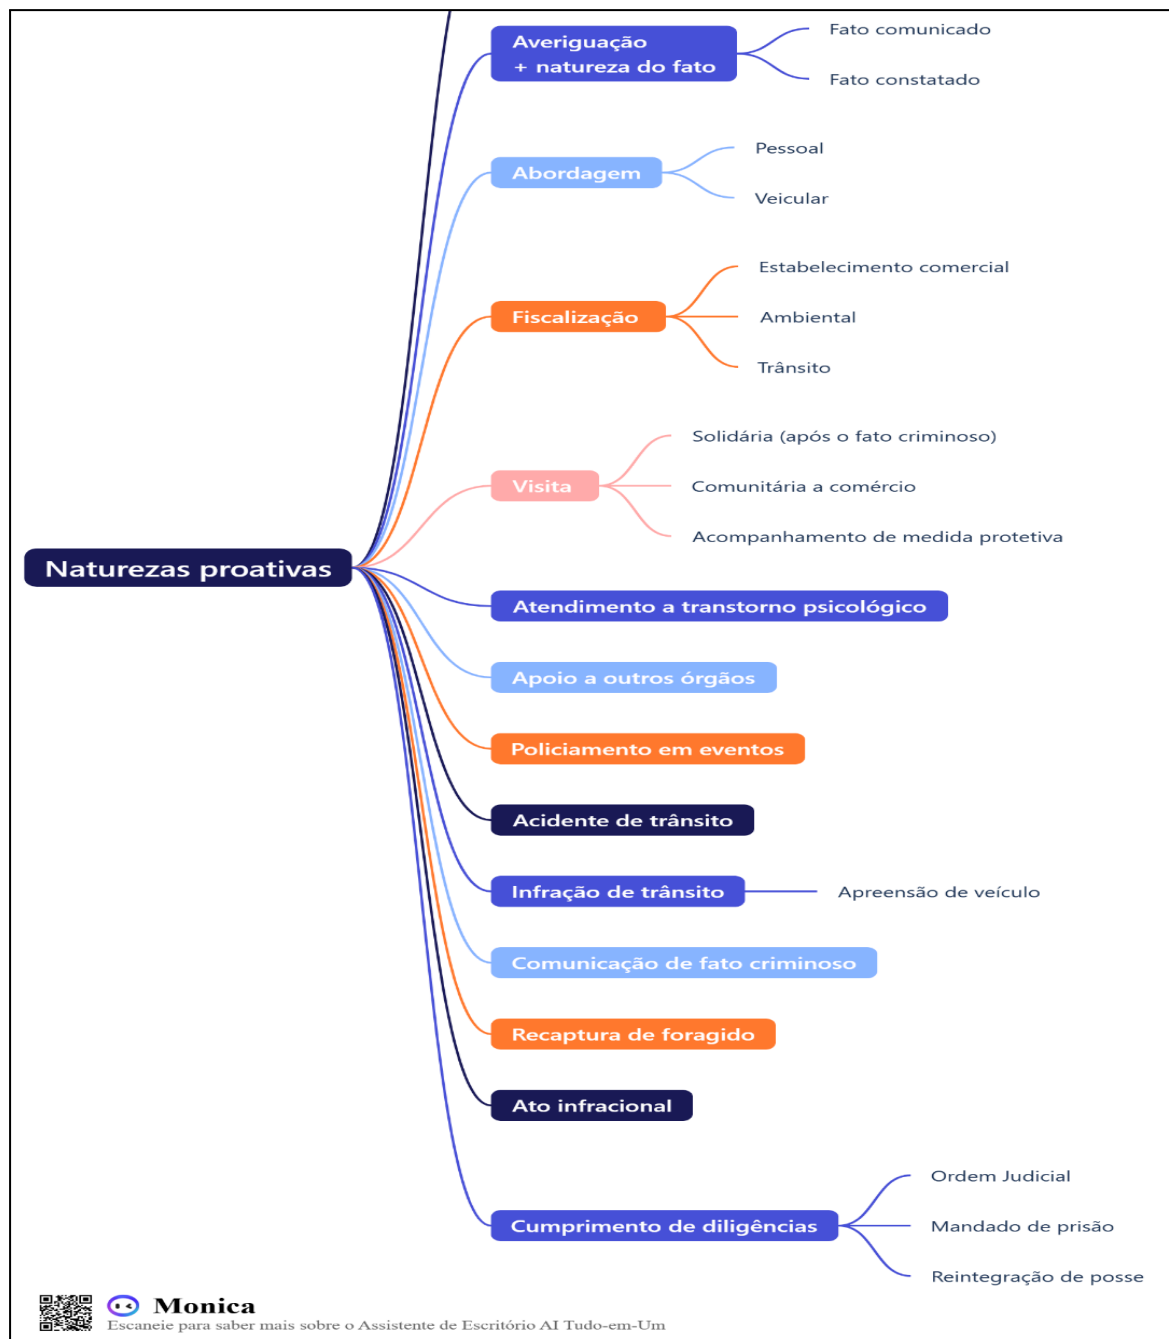 Averiguação
+ natureza do fato
Fato comunicado
Fato constatado
Abordagem
Pessoal
Veicular
Fiscalização
Estabelecimento comercial
Ambiental
Trânsito
Visita
Solidária (após o fato criminoso)
Comunitária a comércio
Acompanhamento de medida protetiva
Naturezas proativas
Atendimento a transtorno psicológico
Apoio a outros órgãos
Policiamento em eventos
Acidente de trânsito
Infração de trânsito
Apreensão de veículo
Comunicação de fato criminoso
Recaptura de foragido
Ato infracional
Cumprimento de diligências
Ordem Judicial
Mandado de prisão
Reintegração de posse
Monica
Escaneie para saber mais sobre o Assistente de Escritório AI Tudo-em-Um